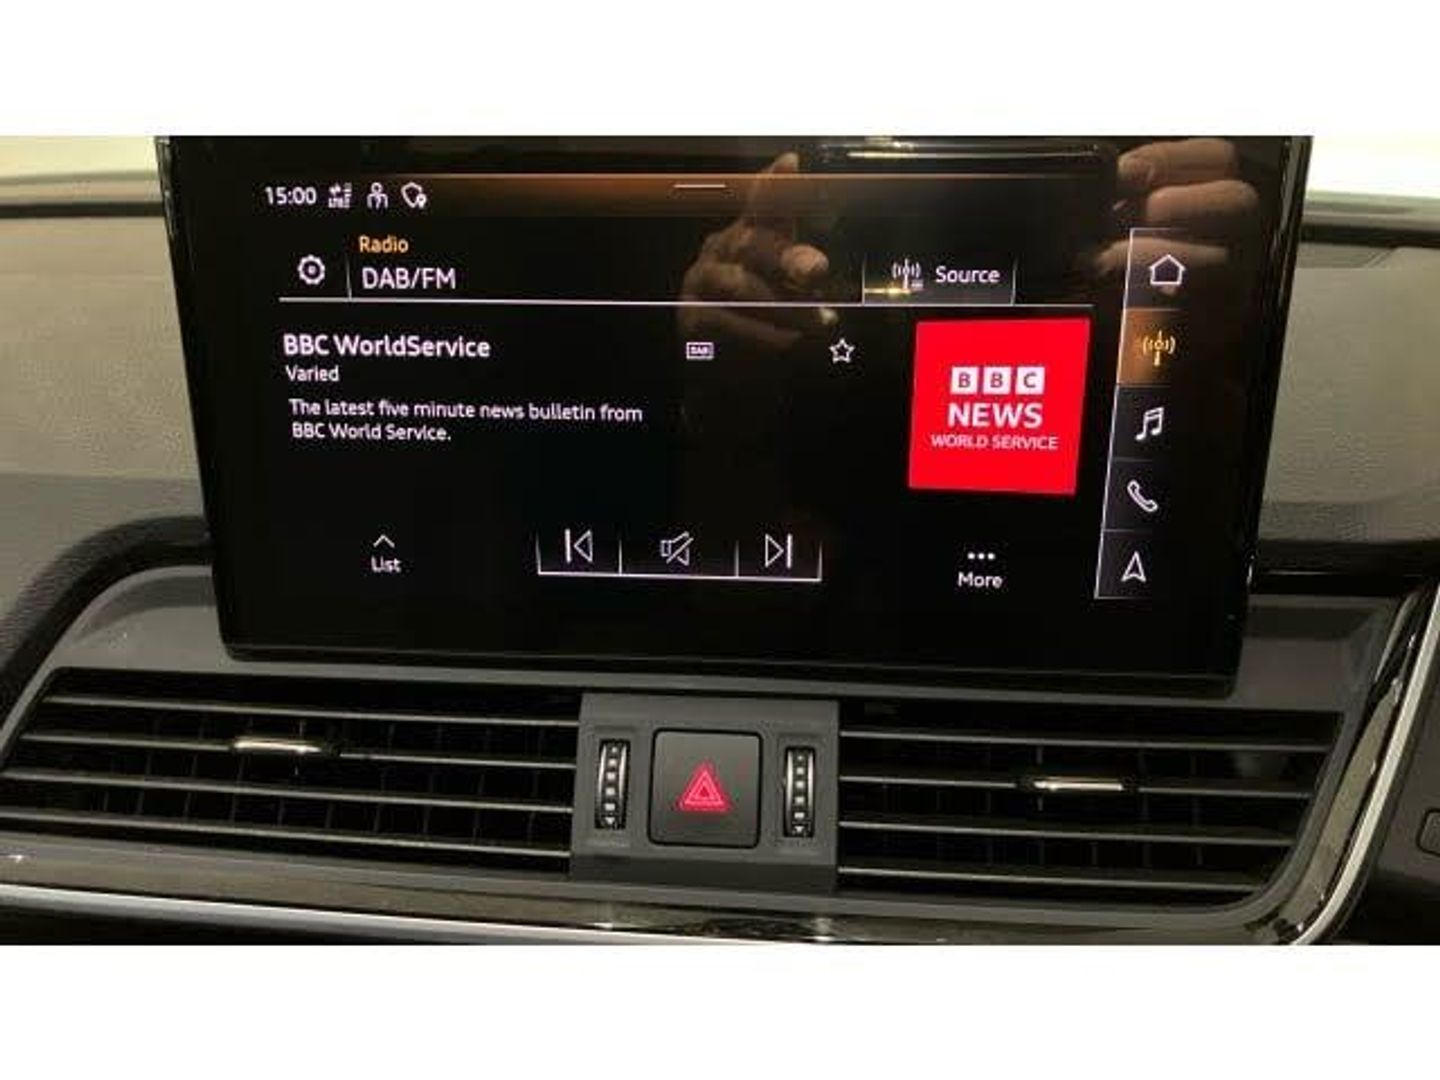 15:00
Radio
DAB/FM
Source
BBC WorldService
DAB
Varied
The latest five minute news bulletin from
BBC World Service.
BBC
NEWS
WORLD SERVICE
List
More